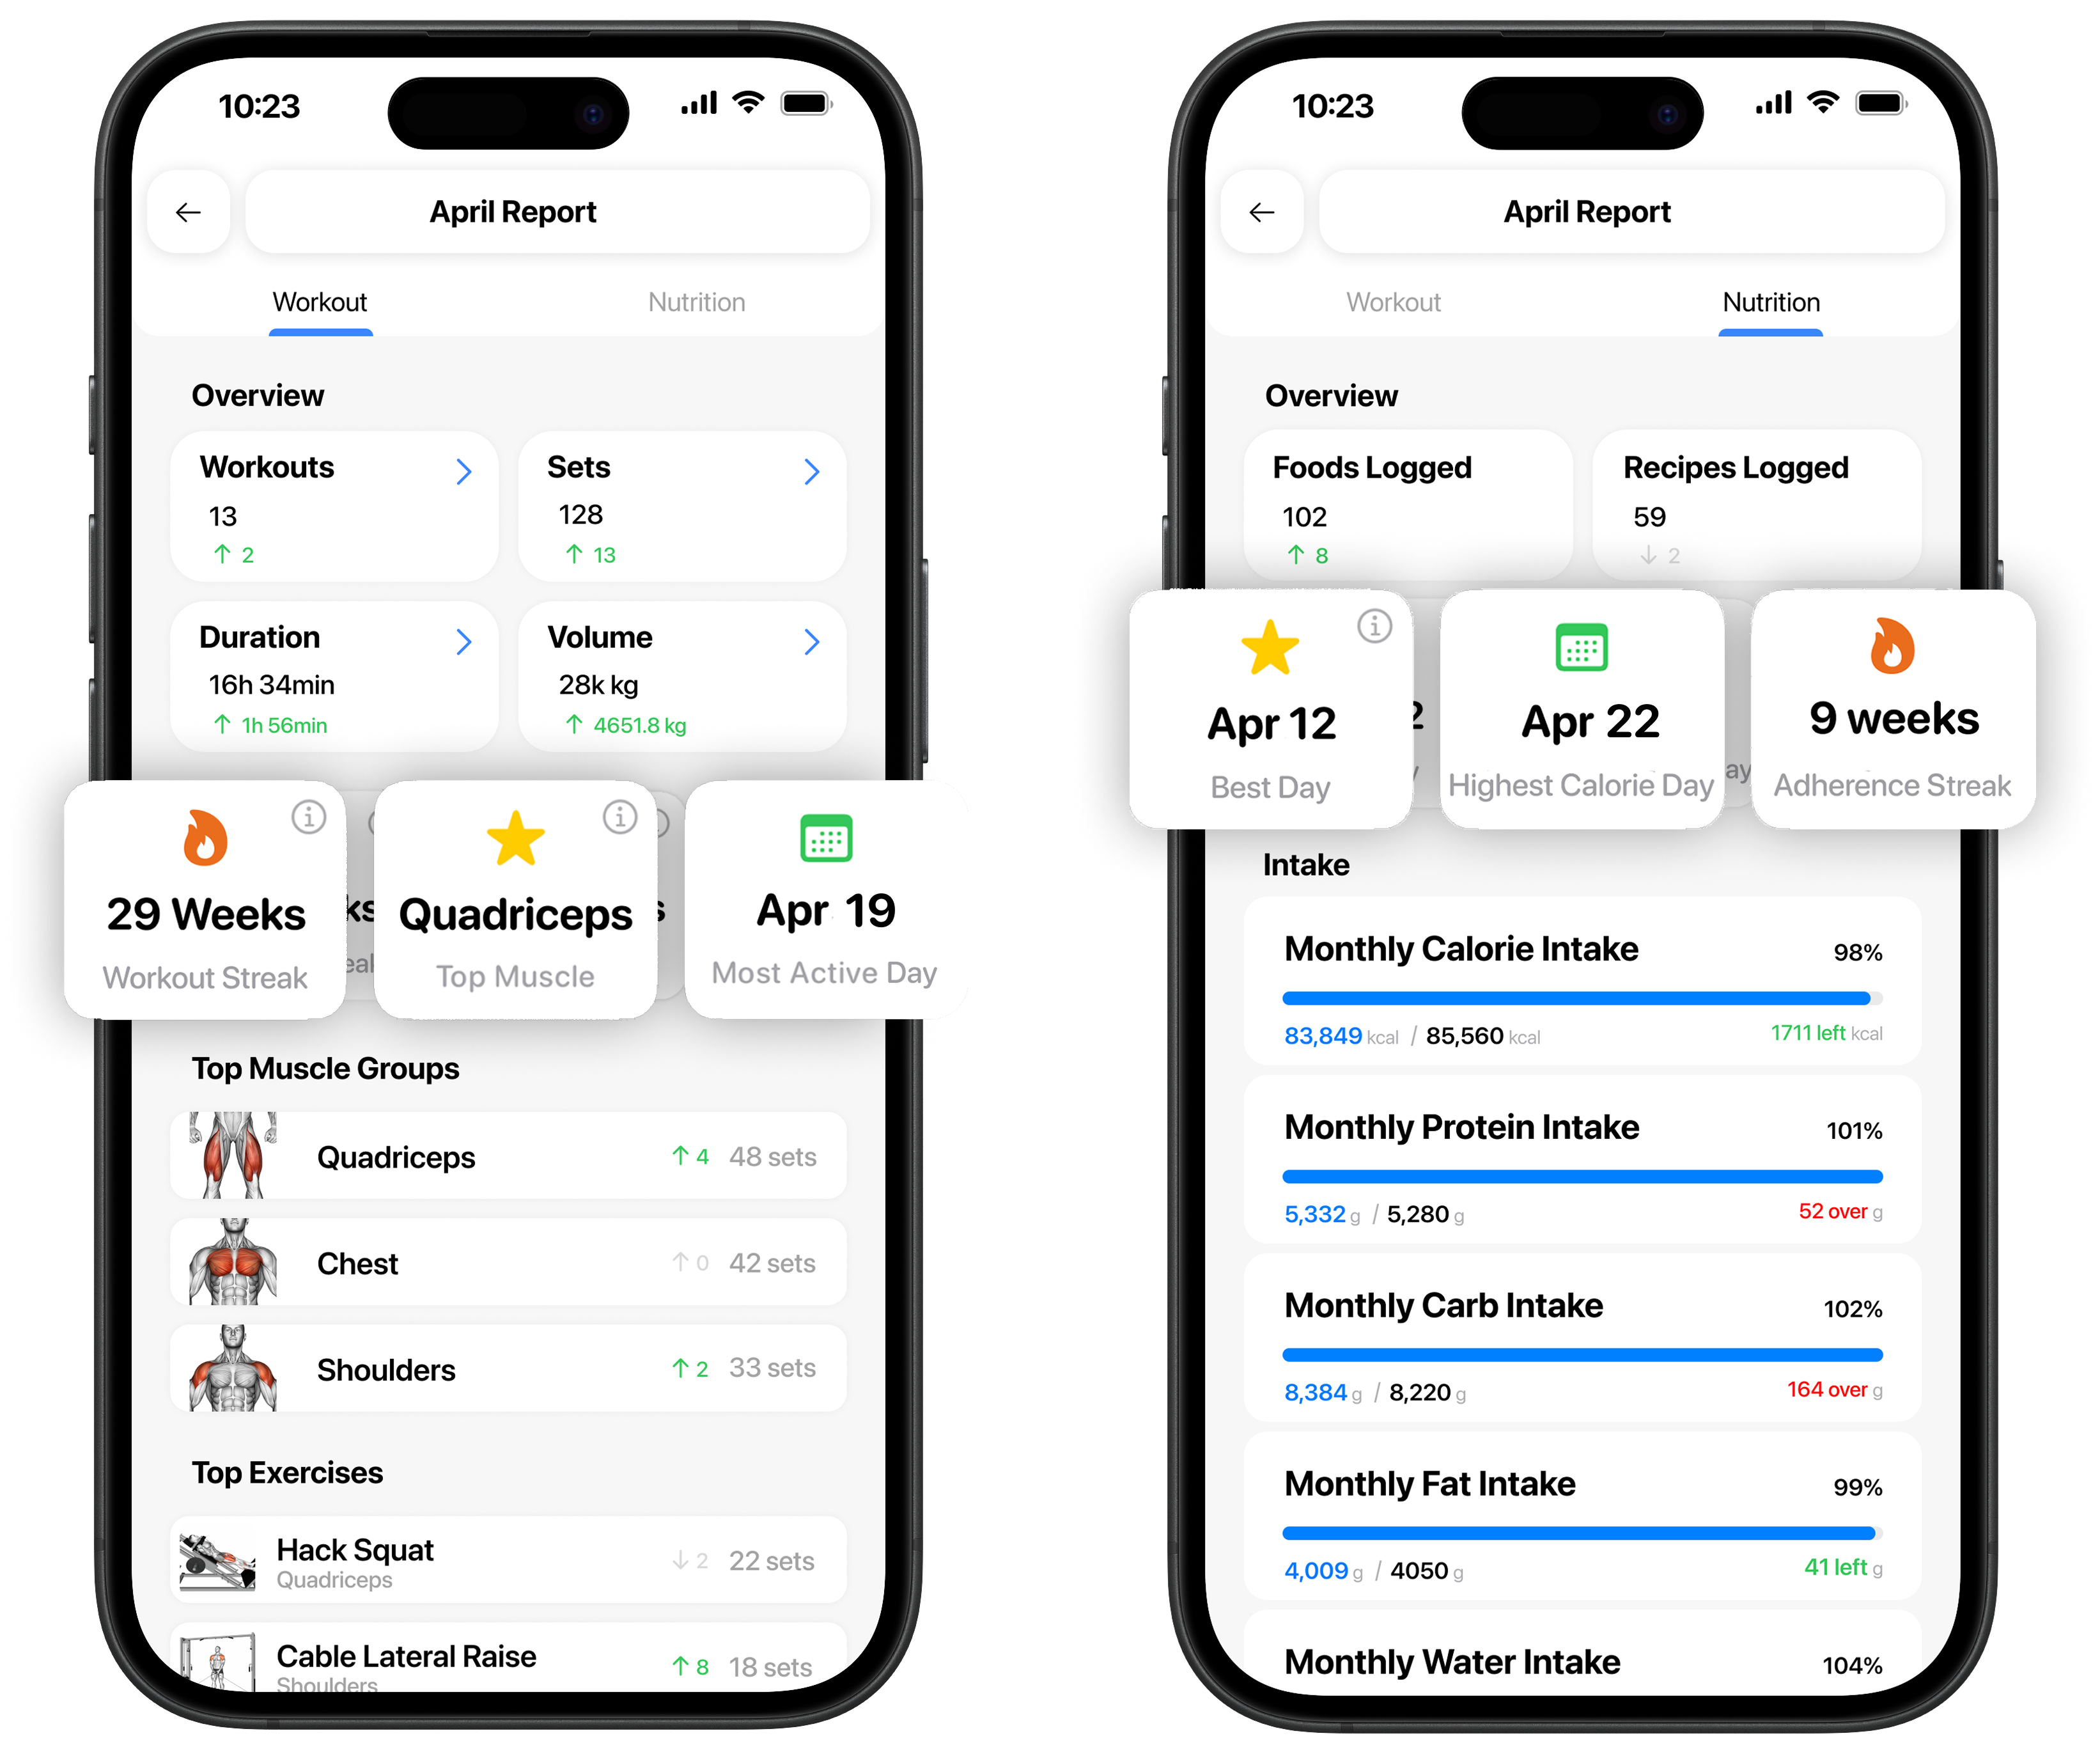 10:23
April Report
Workout Nutrition
Overview
Workouts
13
↑ 2
Sets
128
↑ 13
Duration
16h 34min
↑ 1h 56min
Volume
28k kg
↑ 4651.8 kg
29 Weeks
Workout Streak
Quadriceps
Top Muscle
Apr 19
Most Active Day
Top Muscle Groups
Quadriceps ↑ 4 48 sets
Chest ↑ 0 42 sets
Shoulders ↑ 2 33 sets
Top Exercises
Hack Squat ↓ 2 22 sets
Quadriceps
Cable Lateral Raise ↑ 8 18 sets
Shoulders
10:23
April Report
Workout Nutrition
Overview
Foods Logged
102
↑ 8
Recipes Logged
59
↓ 2
Apr 12
Best Day
Apr 22
Highest Calorie Day
9 weeks
Adherence Streak
Intake
Monthly Calorie Intake 98%
83,849 kcal / 85,560 kcal 1711 left kcal
Monthly Protein Intake 101%
5,332 g / 5,280 g 52 over g
Monthly Carb Intake 102%
8,384 g / 8,220 g 164 over g
Monthly Fat Intake 99%
4,009 g / 4050 g 41 left g
Monthly Water Intake 104%